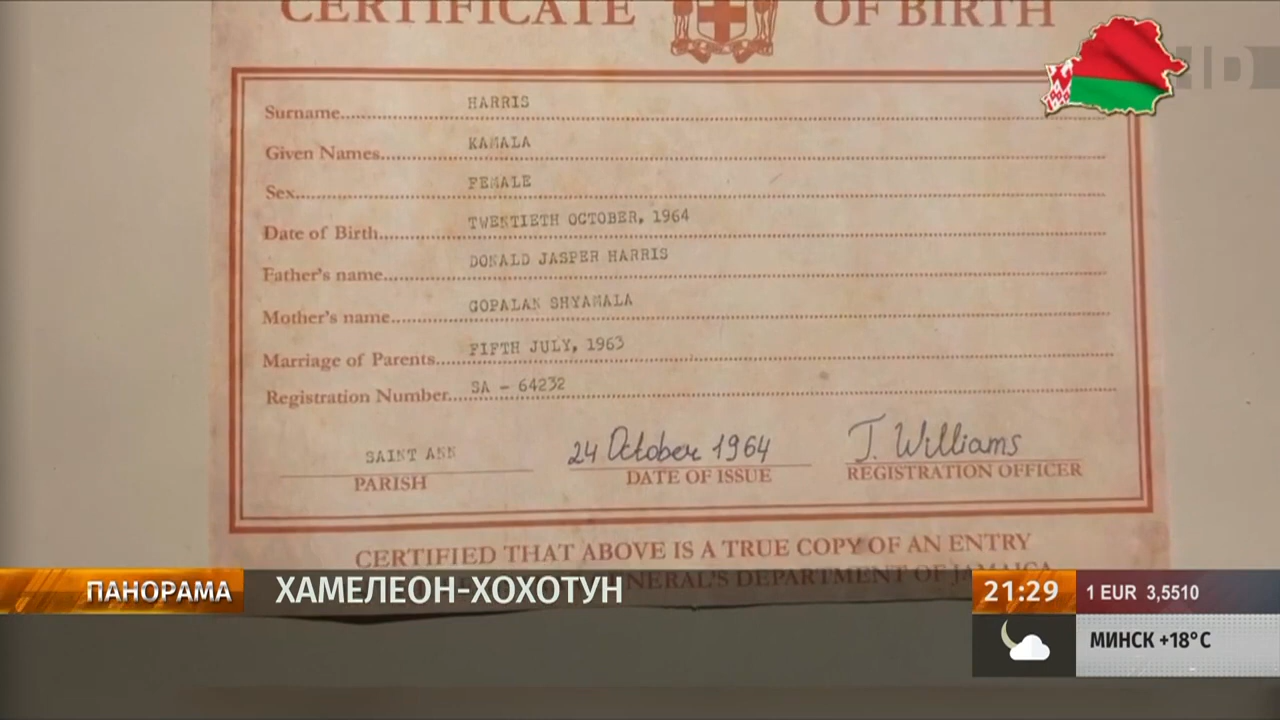 CERTIFICATE OF BIRTH
HD
Surname HARRIS
Given Names KAMALA
Sex FEMALE
Date of Birth TWENTIETH OCTOBER, 1964
Father's name DONALD JASPER HARRIS
Mother's name GOPALAN SHYAMALA
Marriage of Parents FIFTH JULY, 1963
Registration Number SA - 64232
SAINT ANN 24 October 1964 J. Williams
PARISH DATE OF ISSUE REGISTRATION OFFICER
CERTIFIED THAT ABOVE IS A TRUE COPY OF AN ENTRY
DEPARTMENT OF JAMAICA
ПАНОРАМА ХАМЕЛЕОН-ХОХОТУН 21:29 1 EUR 3,5510
МИНСК +18°C